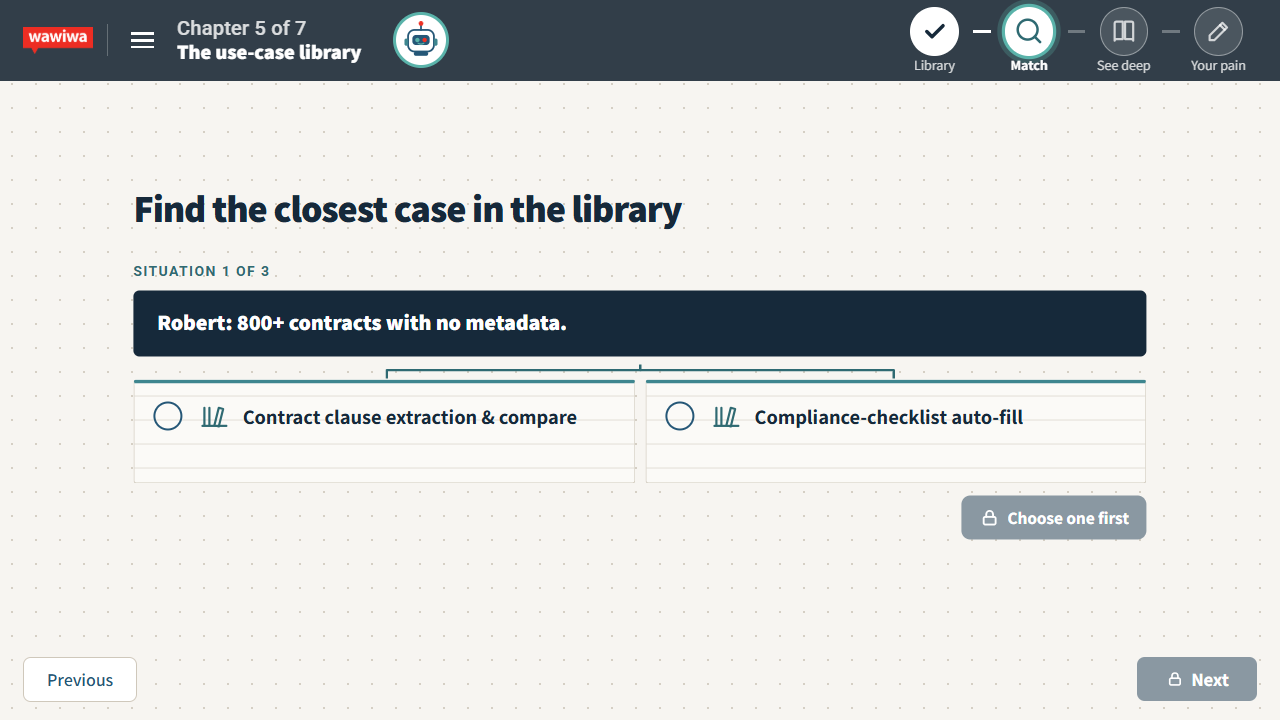 wawiwa
Chapter 5 of 7
The use-case library
Library
Match
See deep
Your pain
Find the closest case in the library
SITUATION 1 OF 3
Robert: 800+ contracts with no metadata.
Contract clause extraction & compare
Compliance-checklist auto-fill
Choose one first
Previous
Next